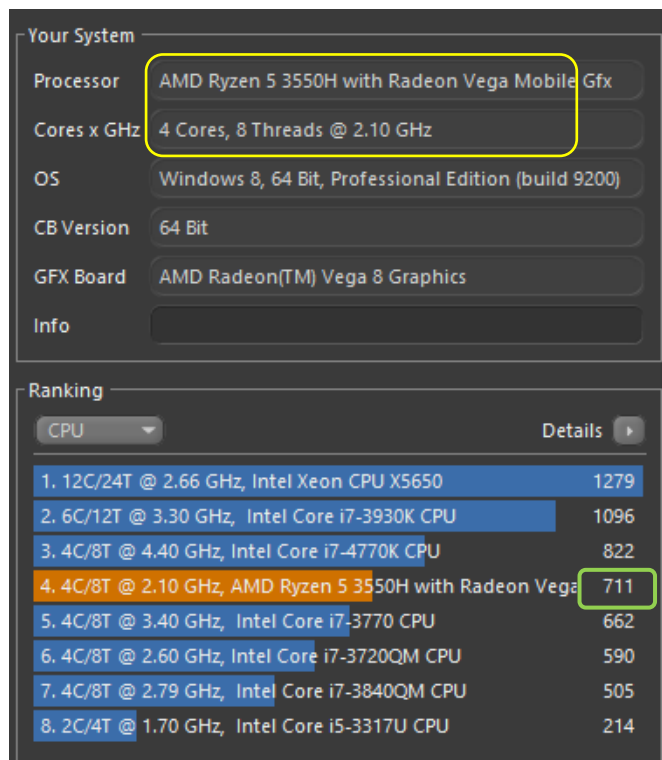 Your System
Processor AMD Ryzen 5 3550H with Radeon Vega Mobile Gfx
Cores x GHz 4 Cores, 8 Threads @ 2.10 GHz
OS Windows 8, 64 Bit, Professional Edition (build 9200)
CB Version 64 Bit
GFX Board AMD Radeon(TM) Vega 8 Graphics
Info
Ranking
CPU Details
1. 12C/24T @ 2.66 GHz, Intel Xeon CPU X5650 1279
2. 6C/12T @ 3.30 GHz, Intel Core i7-3930K CPU 1096
3. 4C/8T @ 4.40 GHz, Intel Core i7-4770K CPU 822
4. 4C/8T @ 2.10 GHz, AMD Ryzen 5 3550H with Radeon Vega 711
5. 4C/8T @ 3.40 GHz, Intel Core i7-3770 CPU 662
6. 4C/8T @ 2.60 GHz, Intel Core i7-3720QM CPU 590
7. 4C/8T @ 2.79 GHz, Intel Core i7-3840QM CPU 505
8. 2C/4T @ 1.70 GHz, Intel Core i5-3317U CPU 214